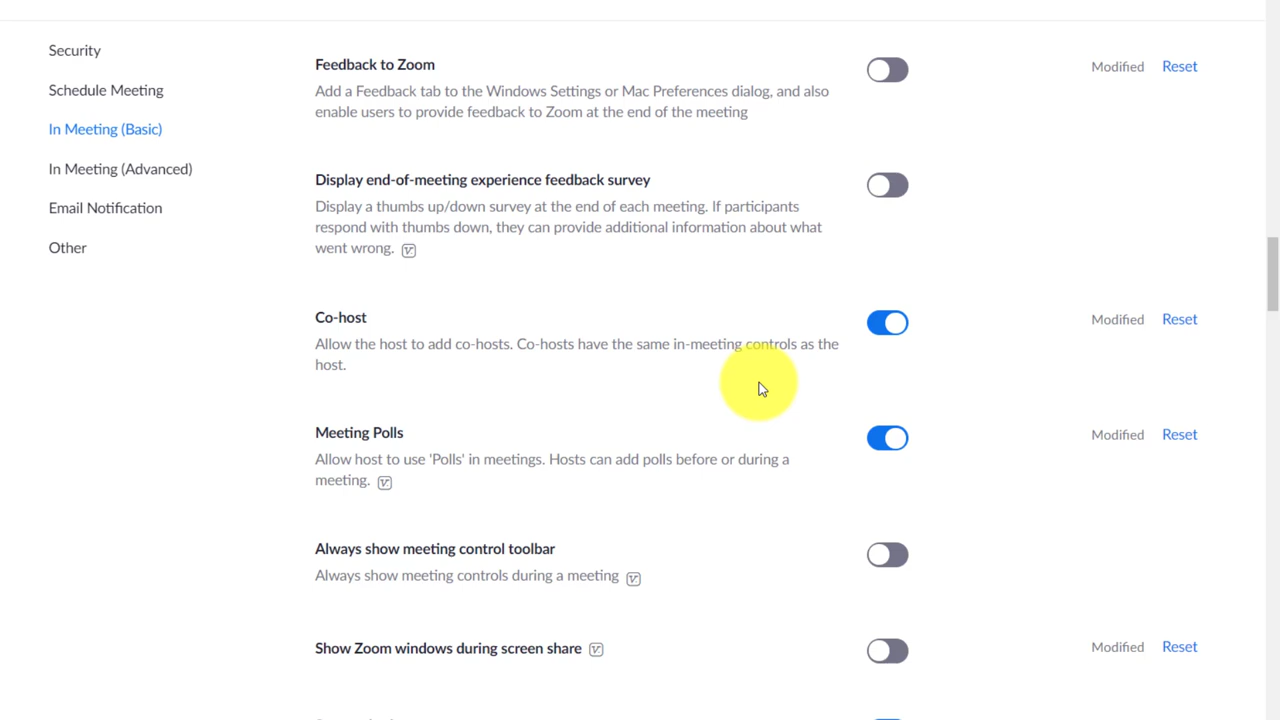 Security
Schedule Meeting
In Meeting (Basic)
In Meeting (Advanced)
Email Notification
Other
Feedback to Zoom
Modified Reset
Add a Feedback tab to the Windows Settings or Mac Preferences dialog, and also
enable users to provide feedback to Zoom at the end of the meeting
Display end-of-meeting experience feedback survey
Display a thumbs up/down survey at the end of each meeting. If participants
respond with thumbs down, they can provide additional information about what
went wrong.
Co-host
Modified Reset
Allow the host to add co-hosts. Co-hosts have the same in-meeting controls as the
host.
Meeting Polls
Modified Reset
Allow host to use 'Polls' in meetings. Hosts can add polls before or during a
meeting.
Always show meeting control toolbar
Always show meeting controls during a meeting
Show Zoom windows during screen share
Modified Reset